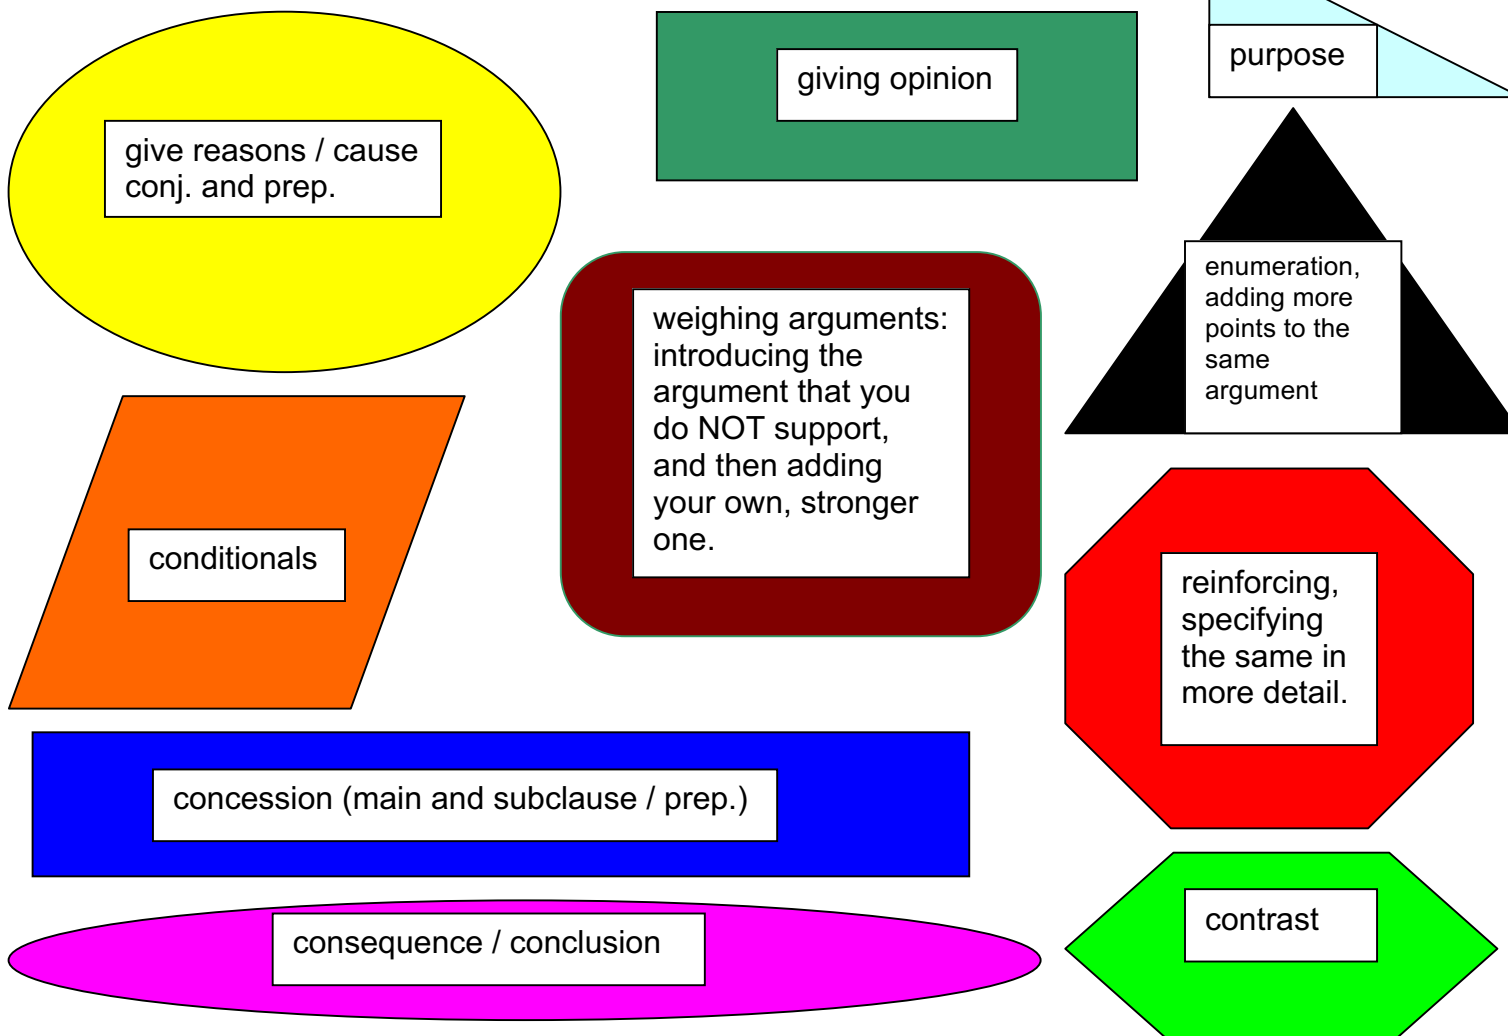 purpose
giving opinion
give reasons / cause
conj. and prep.
enumeration,
adding more
points to the
same
argument
weighing arguments:
introducing the
argument that you
do NOT support,
and then adding
your own, stronger
one.
conditionals
reinforcing,
specifying
the same in
more detail.
concession (main and subclause / prep.)
contrast
consequence / conclusion